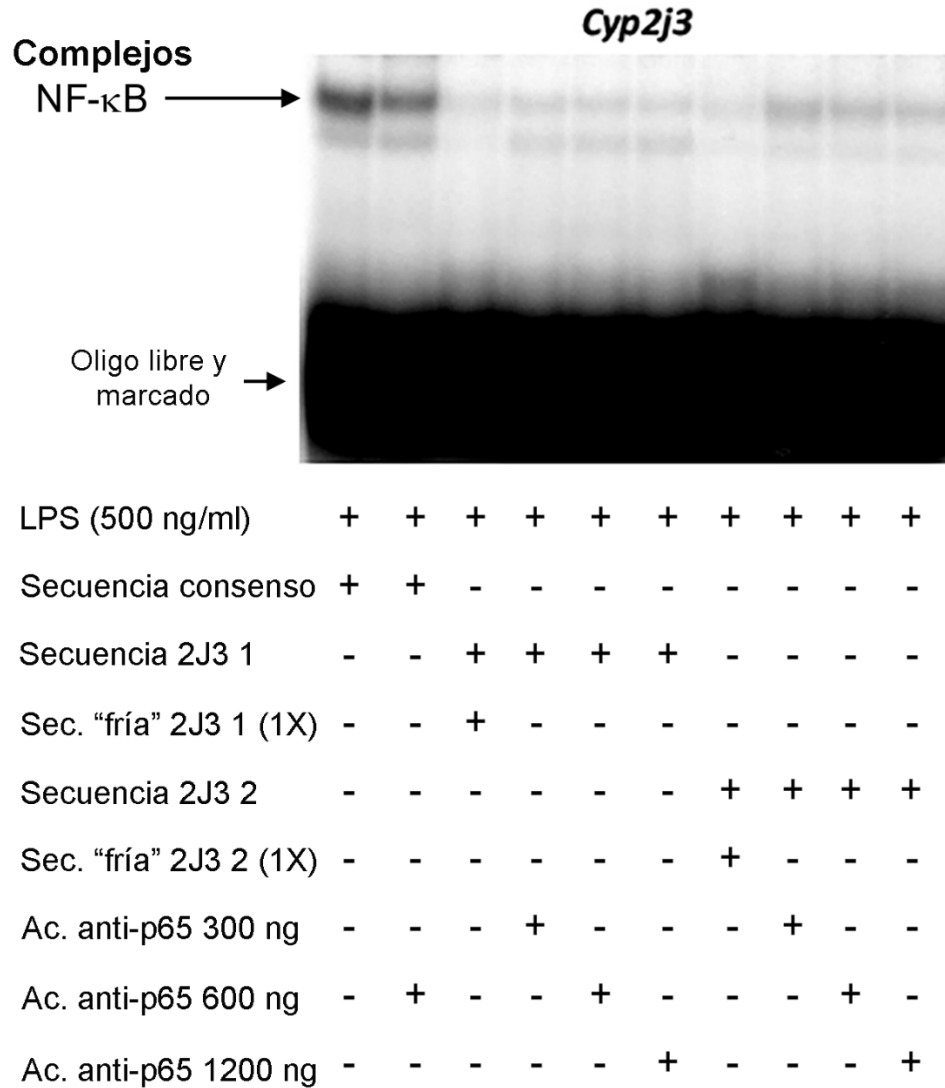 Cyp2j3
Complejos
NF-κB
Oligo libre y
marcado
LPS (500 ng/ml) + + + + + + + + + +
Secuencia consenso + + - - - - - - - -
Secuencia 2J3 1 - - + + + + - - - -
Sec. “fría” 2J3 1 (1X) - - + - - - - - - -
Secuencia 2J3 2 - - - - - - + + + +
Sec. “fría” 2J3 2 (1X) - - - - - - + - - -
Ac. anti-p65 300 ng - - - + - - - + - -
Ac. anti-p65 600 ng - + - - + - - - + -
Ac. anti-p65 1200 ng - - - - - + - - - +